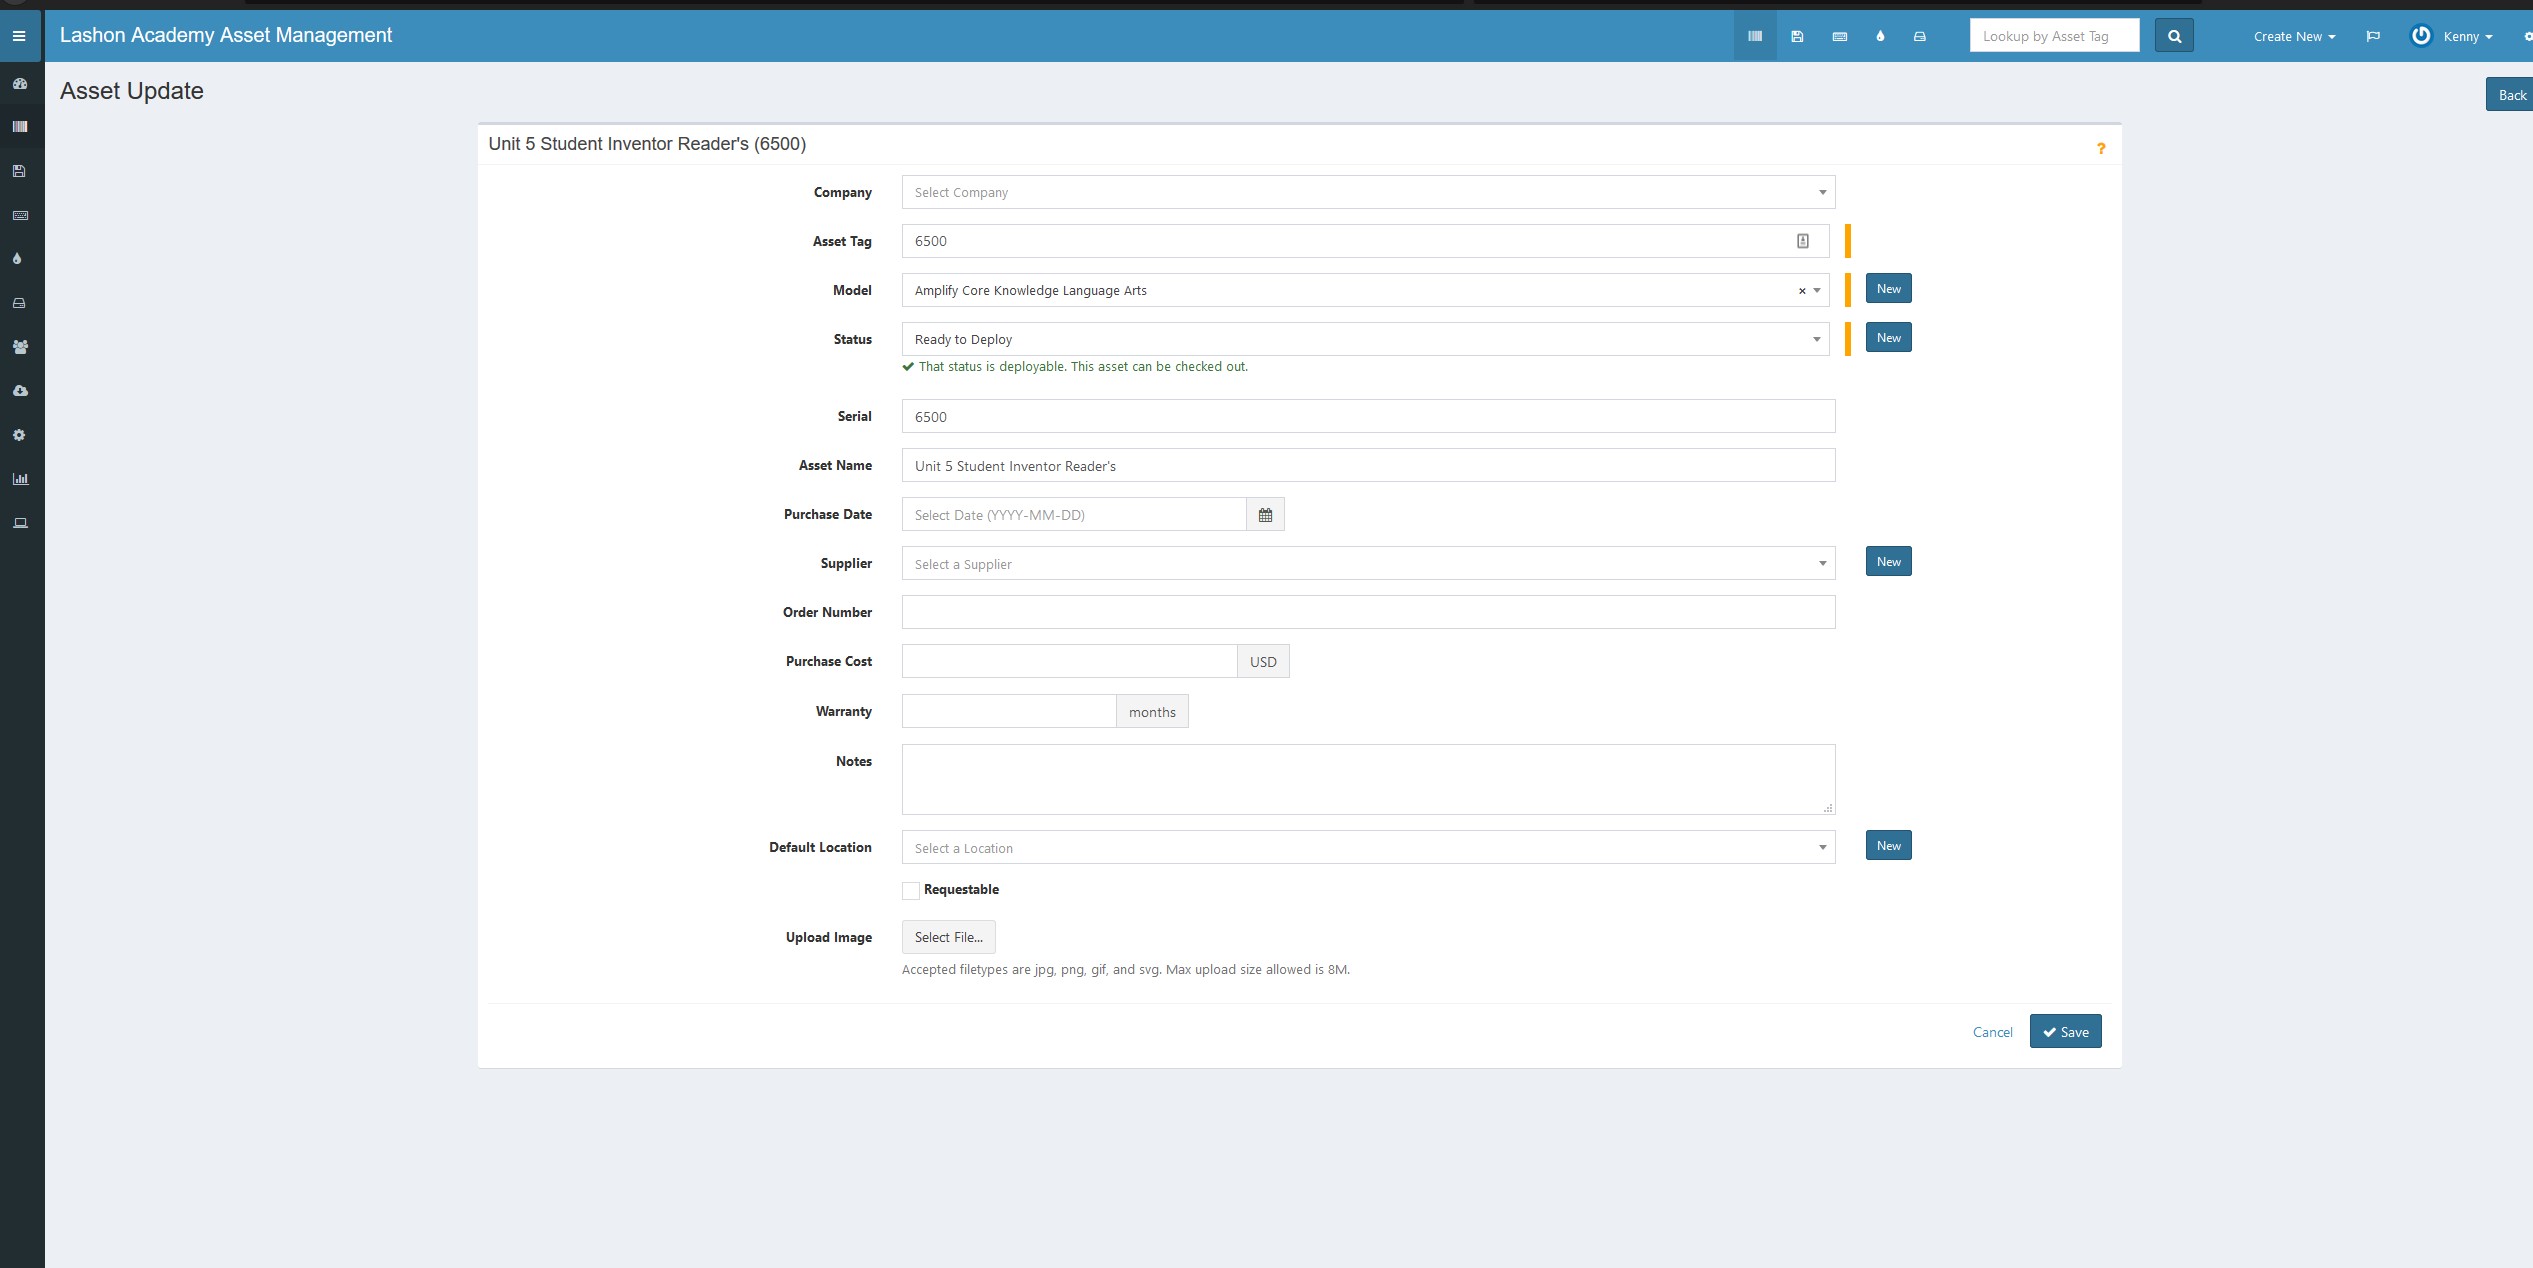 Lashon Academy Asset Management
Lookup by Asset Tag
Create New
Kenny
Asset Update
Back
Unit 5 Student Inventor Reader's (6500)
?
Company
Select Company
Asset Tag
6500
Model
Amplify Core Knowledge Language Arts
×
New
Status
Ready to Deploy
New
That status is deployable. This asset can be checked out.
Serial
6500
Asset Name
Unit 5 Student Inventor Reader's
Purchase Date
Select Date (YYYY-MM-DD)
Supplier
Select a Supplier
New
Order Number
Purchase Cost
USD
Warranty
months
Notes
Default Location
Select a Location
New
Requestable
Upload Image
Select File...
Accepted filetypes are jpg, png, gif, and svg. Max upload size allowed is 8M.
Cancel
Save